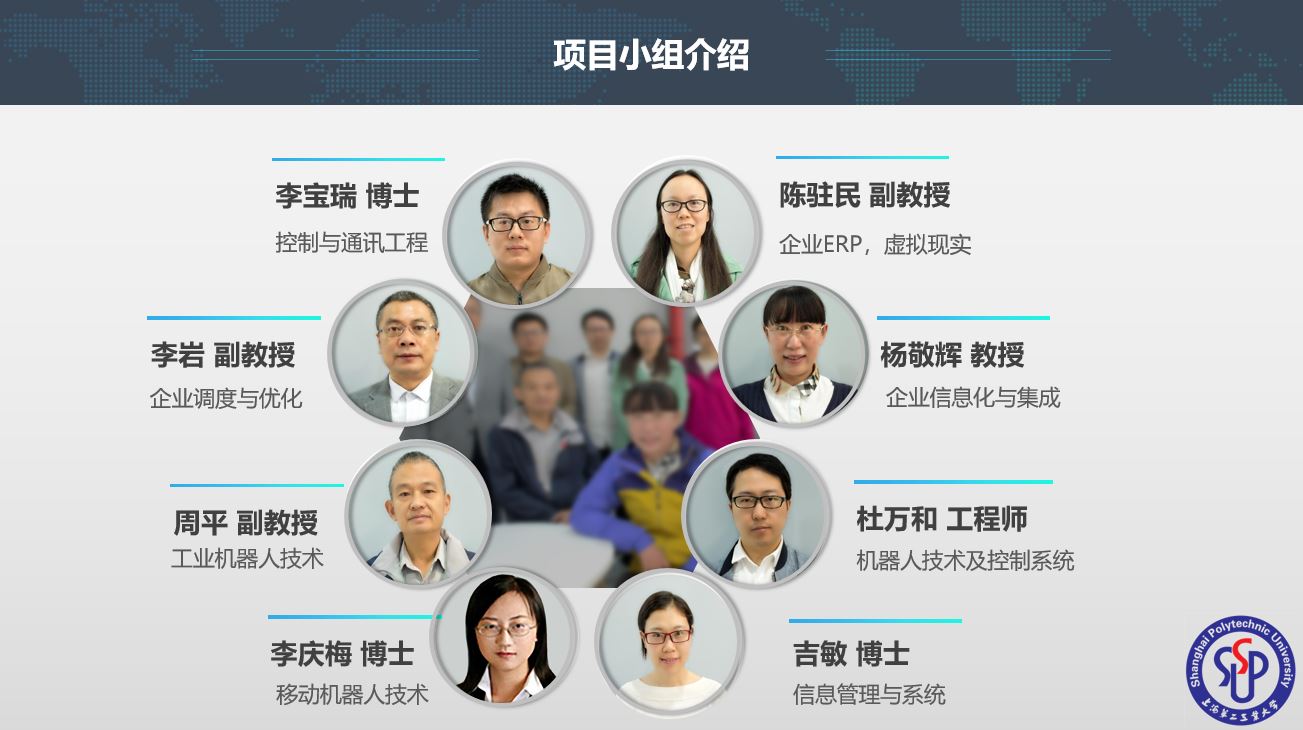 项目小组介绍
李宝瑞 博士
控制与通讯工程
陈驻民 副教授
企业ERP，虚拟现实
李岩 副教授
企业调度与优化
杨敬辉 教授
企业信息化与集成
周平 副教授
工业机器人技术
杜万和 工程师
机器人技术及控制系统
李庆梅 博士
移动机器人技术
吉敏 博士
信息管理与系统
Shanghai Polytechnic University
SSPU
上海第二工业大学